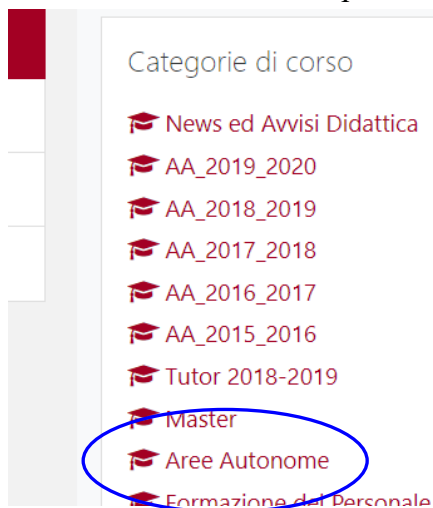 Categorie di corso
News ed Avvisi Didattica
AA_2019_2020
AA_2018_2019
AA_2017_2018
AA_2016_2017
AA_2015_2016
Tutor 2018-2019
Master
Aree Autonome
Formazione del Personale